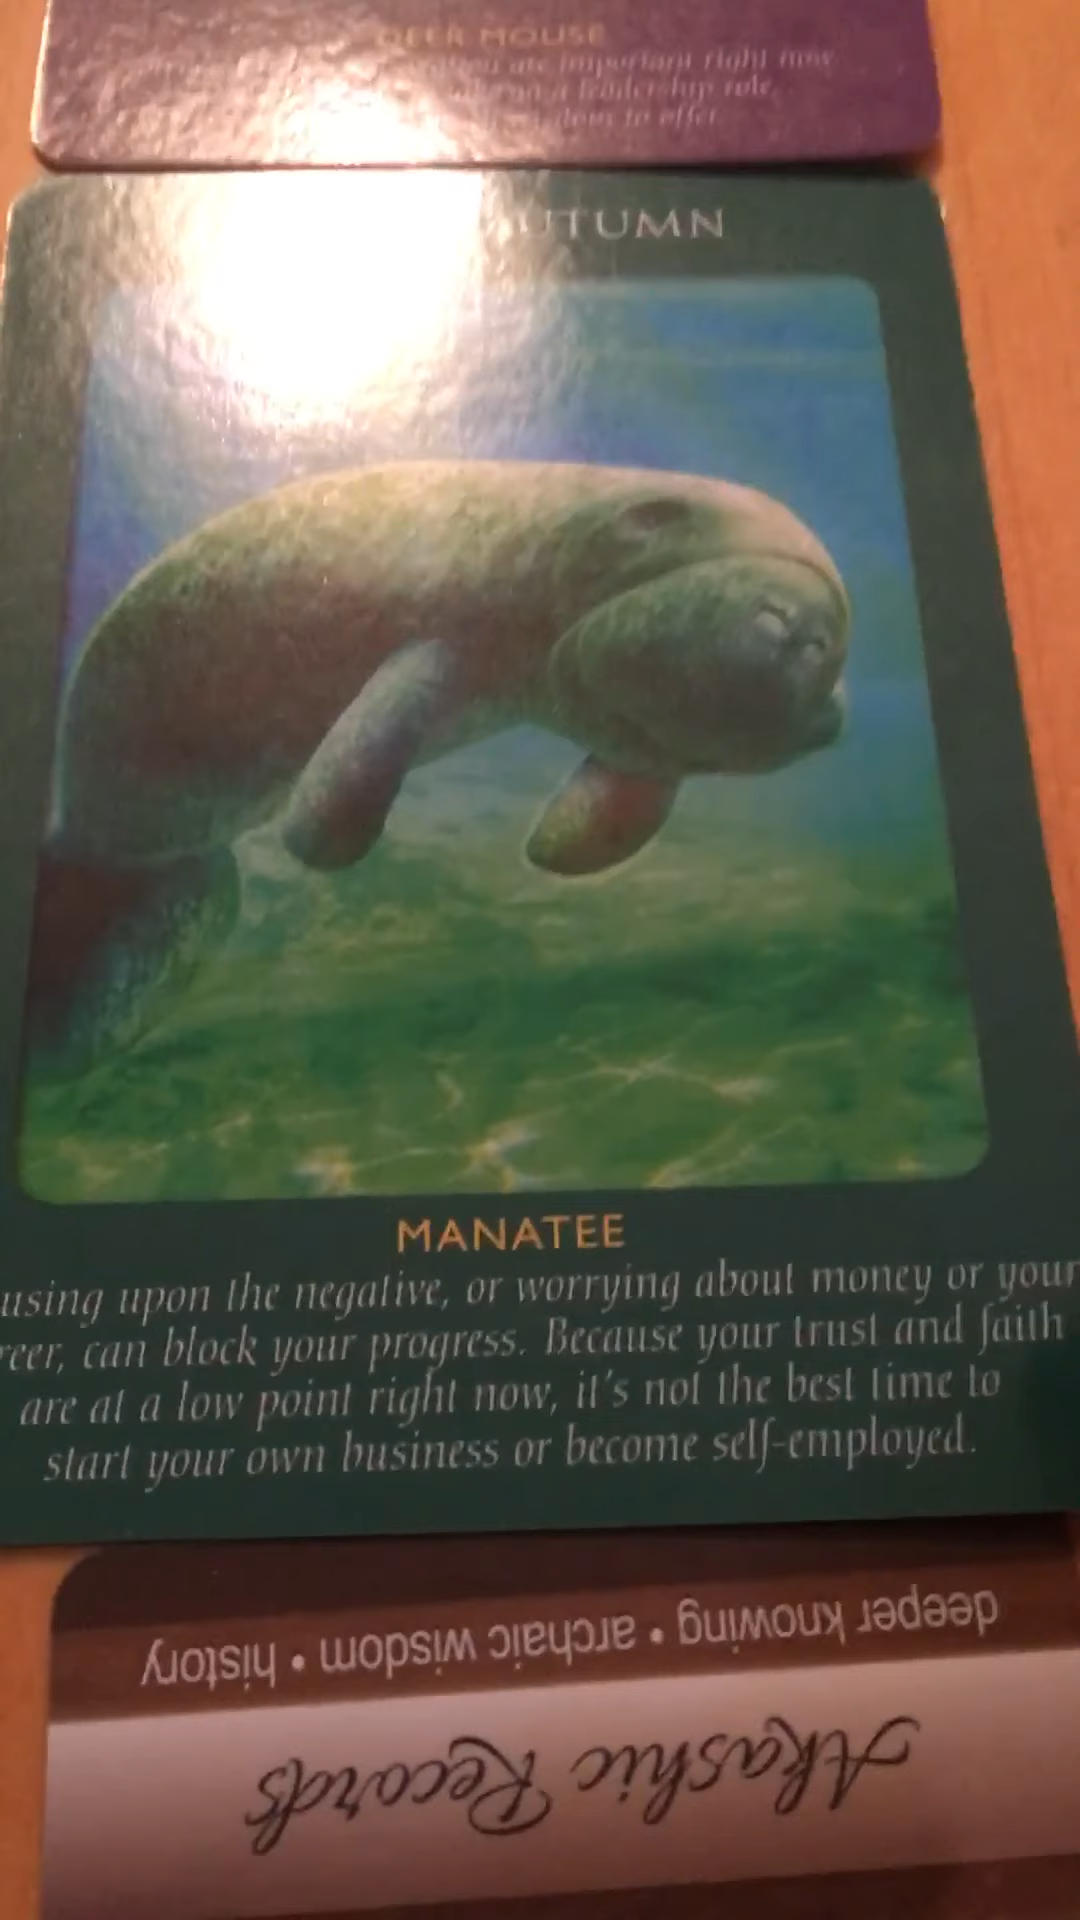 DEER MOUSE
are important right now
a leadership role,
to offer.
UTUMN
MANATEE
using upon the negative, or worrying about money or your
reer, can block your progress. Because your trust and faith
are at a low point right now, it's not the best time to
start your own business or become self-employed.
deeper knowing • archaic wisdom • history
Akashic Records